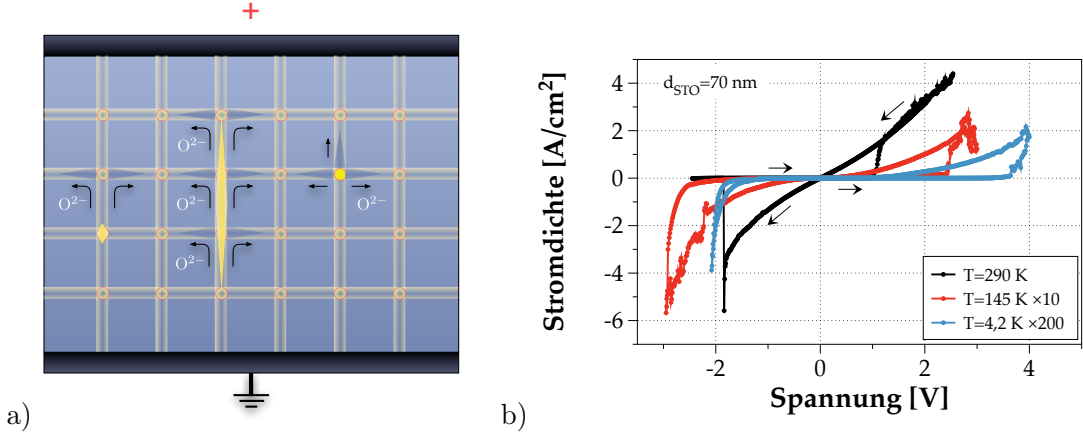 +
O²⁻
O²⁻
O²⁻
O²⁻
O²⁻
a)
Stromdichte [A/cm²]
4
2
0
-2
-4
-6
d_STO=70 nm
T=290 K
T=145 K ×10
T=4,2 K ×200
-2
0
2
4
Spannung [V]
b)